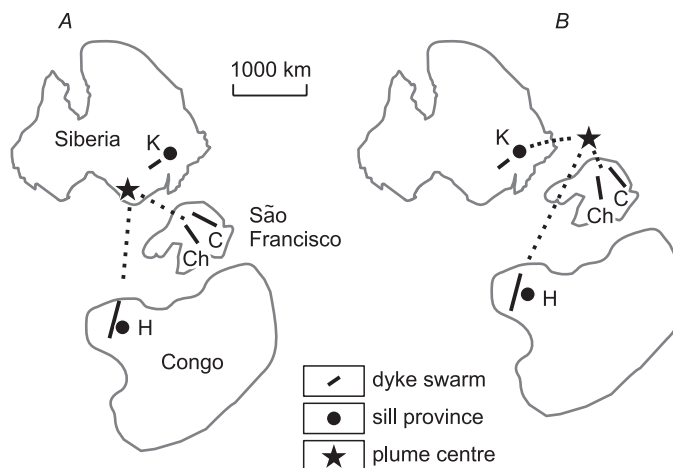 A
B
1000 km
Siberia
K
K
São
Francisco
C
Ch
Ch
C
H
H
Congo
dyke swarm
sill province
plume centre